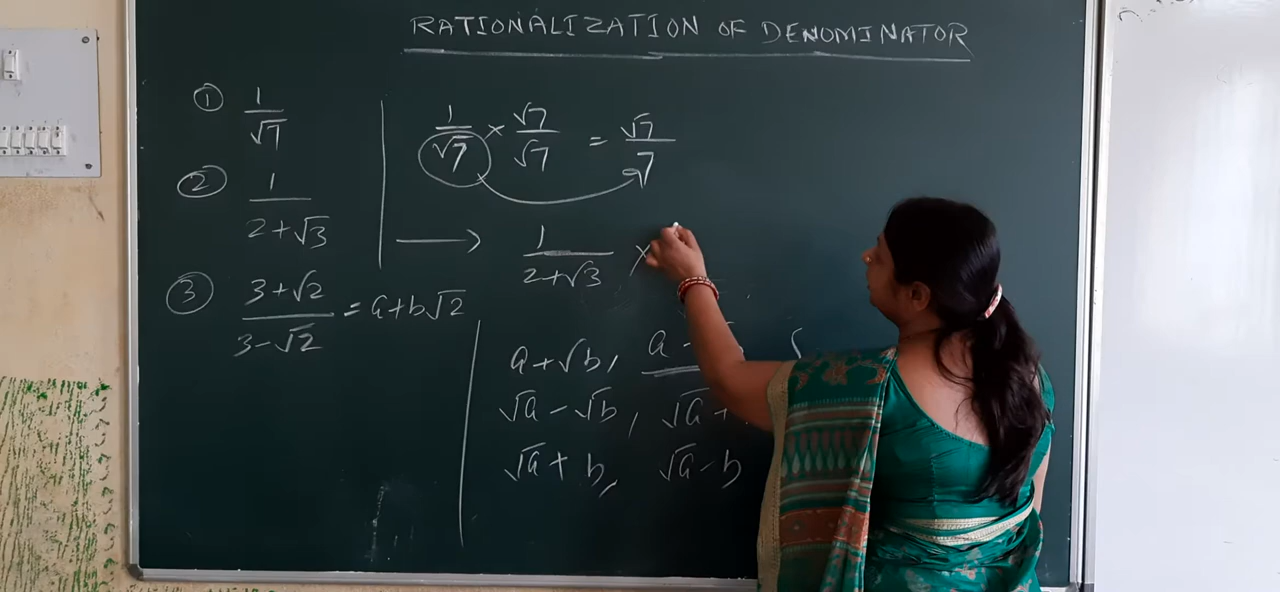 RATIONALIZATION OF DENOMINATOR
① 1/√7
1/√7 × √7/√7 = √7/7
② 1/(2+√3)
→ 1/(2+√3) ×
③ (3+√2)/(3-√2) = a+b√2
a+√b, a -
√a - √b, √a +
√a + b, √a - b